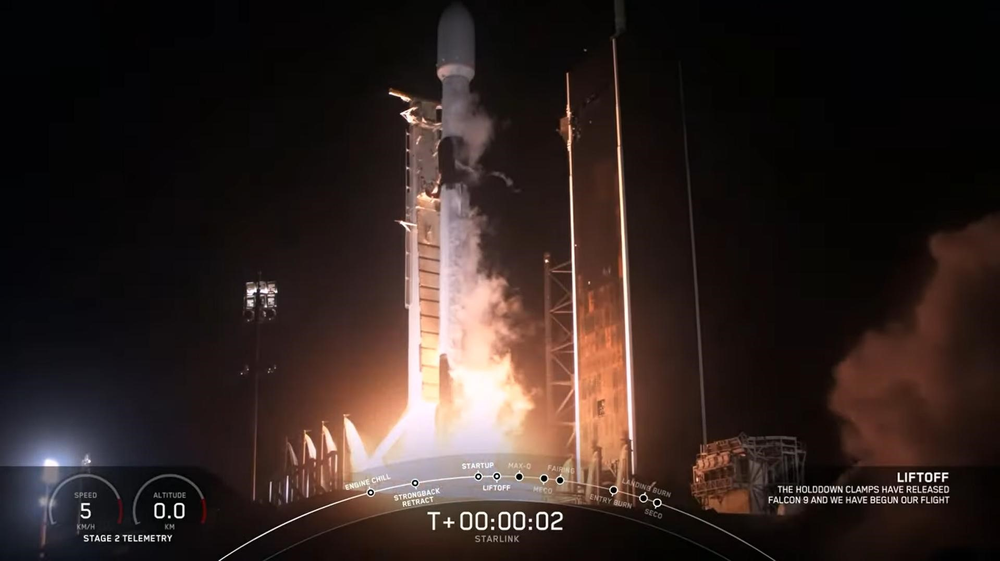 SPEED
5
KM/H
ALTITUDE
0.0
KM
STAGE 2 TELEMETRY
ENGINE CHILL
STRONGBACK
RETRACT
STARTUP
LIFTOFF
MAX-Q
MECO
FAIRING
ENTRY BURN
LANDING BURN
SECO
T+00:00:02
STARLINK
LIFTOFF
THE HOLDDOWN CLAMPS HAVE RELEASED
FALCON 9 AND WE HAVE BEGUN OUR FLIGHT